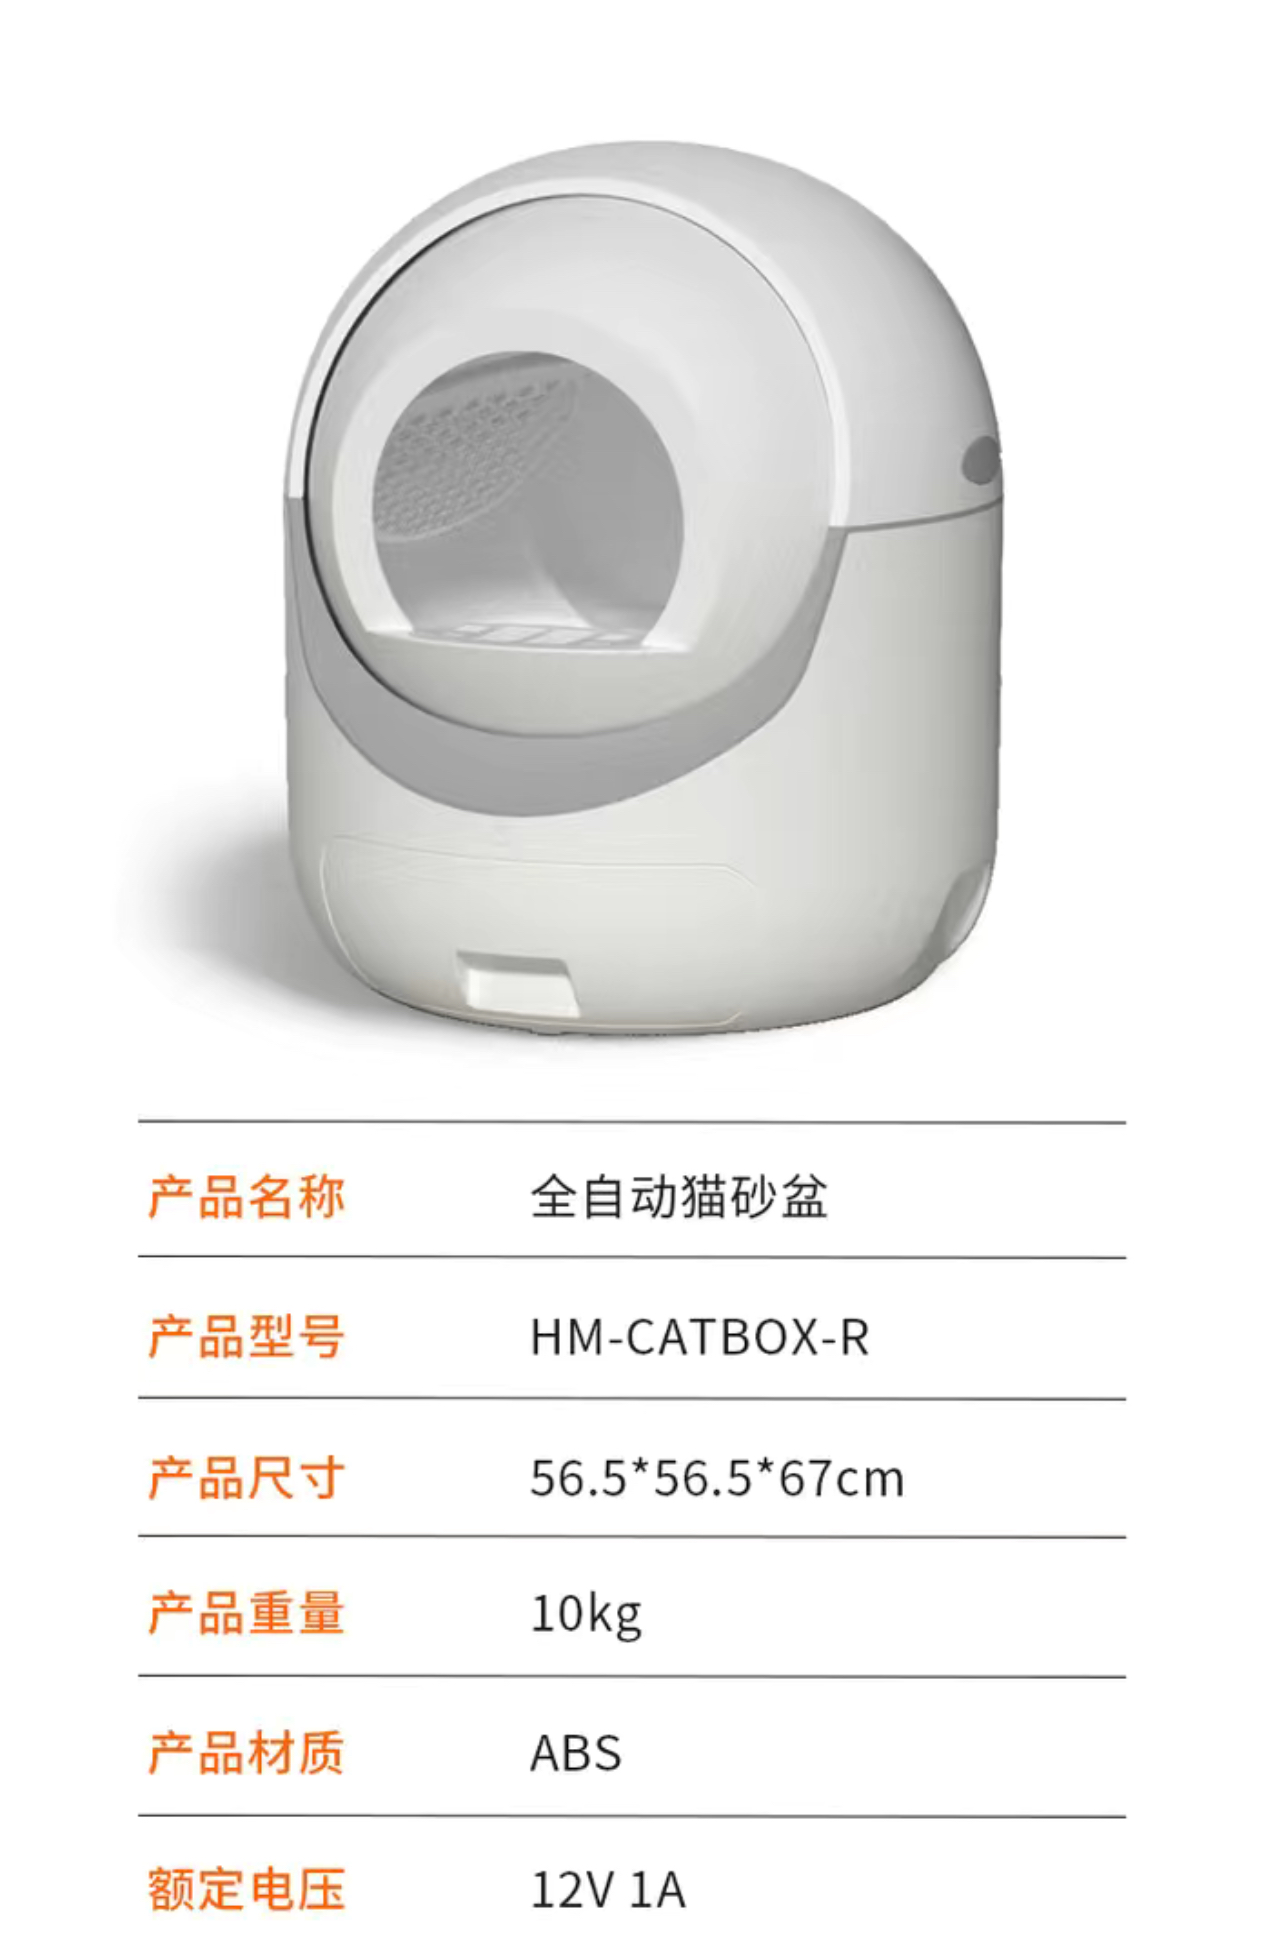 产品名称 全自动猫砂盆
产品型号 HM-CATBOX-R
产品尺寸 56.5*56.5*67cm
产品重量 10kg
产品材质 ABS
额定电压 12V 1A